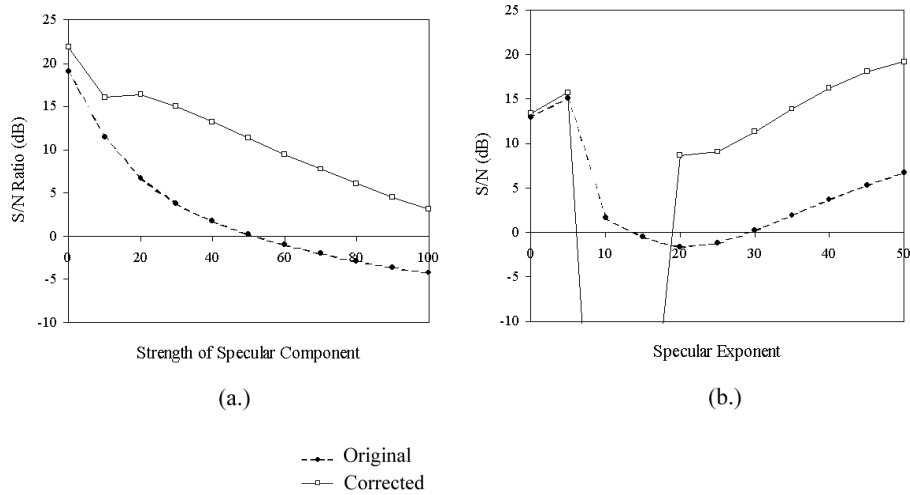 25
20
15
10
5
0
-5
-10
0 20 40 60 80 100
S/N Ratio (dB)
Strength of Specular Component
(a.)
25
20
15
10
5
0
-5
-10
0 10 20 30 40 50
S/N (dB)
Specular Exponent
(b.)
Original
Corrected